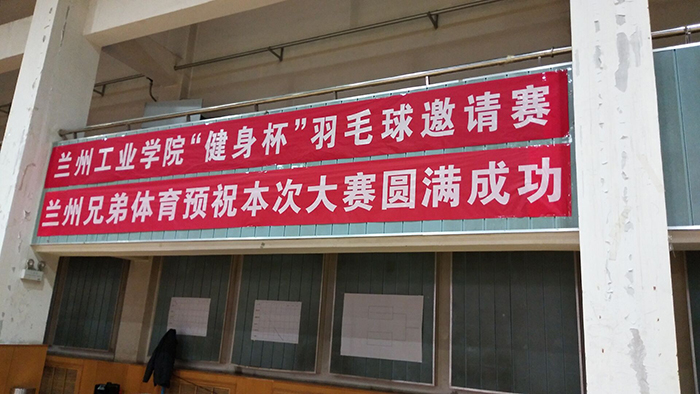 兰州工业学院“健身杯”羽毛球邀请赛
兰州兄弟体育预祝本次大赛圆满成功